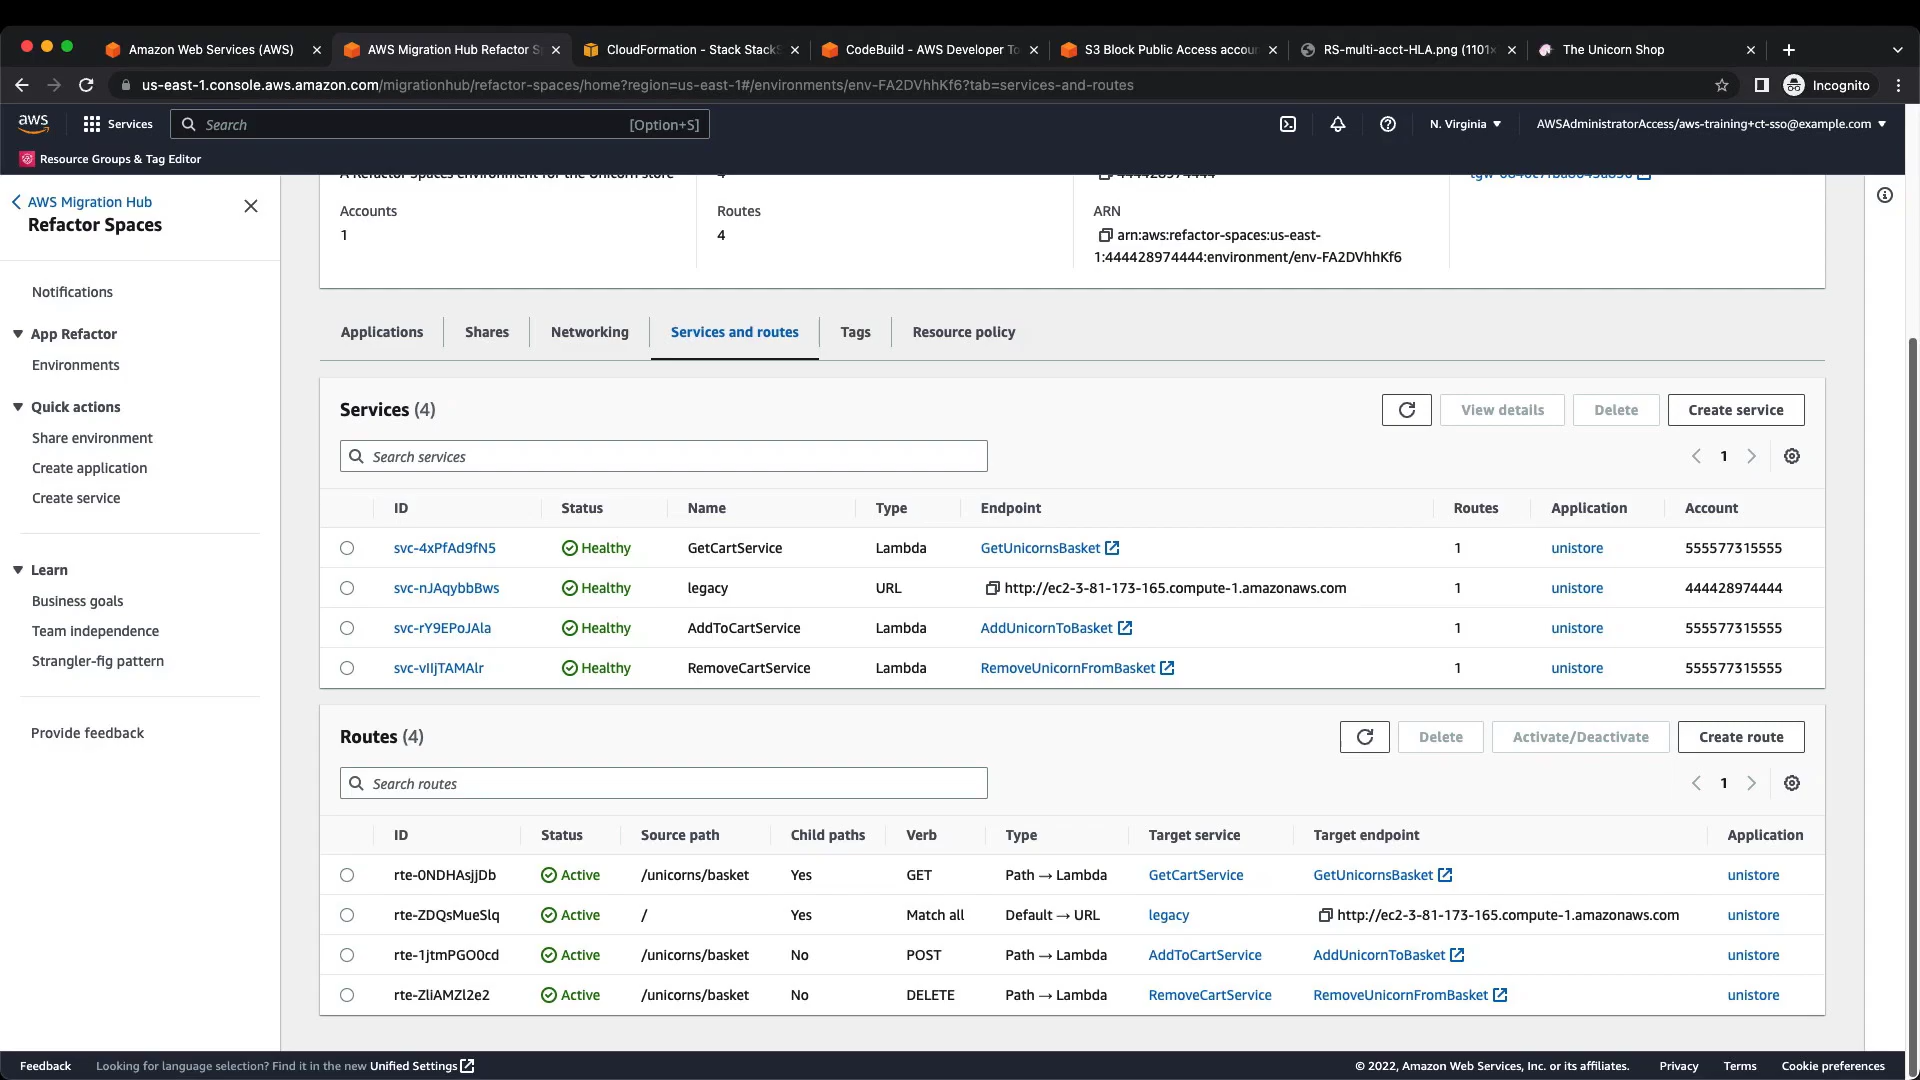 Amazon Web Services (AWS)
AWS Migration Hub Refactor S
CloudFormation - Stack Stack
CodeBuild - AWS Developer To
S3 Block Public Access accou
RS-multi-acct-HLA.png (1101×
The Unicorn Shop
us-east-1.console.aws.amazon.com/migrationhub/refactor-spaces/home?region=us-east-1#/environments/env-FA2DVhhKf6?tab=services-and-routes
Incognito
aws
Services
Search
[Option+S]
N. Virginia
AWSAdministratorAccess/aws-training+ct-sso@example.com
Resource Groups & Tag Editor
AWS Migration Hub
Refactor Spaces
Notifications
App Refactor
Environments
Quick actions
Share environment
Create application
Create service
Learn
Business goals
Team independence
Strangler-fig pattern
Provide feedback
A Refactor Spaces environment for the Unicorn store
4
444428974444
Accounts
1
Routes
4
ARN
arn:aws:refactor-spaces:us-east-
1:444428974444:environment/env-FA2DVhhKf6
Applications
Shares
Networking
Services and routes
Tags
Resource policy
Services (4)
View details
Delete
Create service
Search services
1
ID Status Name Type Endpoint Routes Application Account
svc-4xPfAd9fN5 Healthy GetCartService Lambda GetUnicornsBasket 1 unistore 555577315555
svc-nJAqybbBws Healthy legacy URL http://ec2-3-81-173-165.compute-1.amazonaws.com 1 unistore 444428974444
svc-rY9EPoJAla Healthy AddToCartService Lambda AddUnicornToBasket 1 unistore 555577315555
svc-vIIjTAMAlr Healthy RemoveCartService Lambda RemoveUnicornFromBasket 1 unistore 555577315555
Routes (4)
Delete
Activate/Deactivate
Create route
Search routes
1
ID Status Source path Child paths Verb Type Target service Target endpoint Application
rte-0NDHAsjjDb Active /unicorns/basket Yes GET Path → Lambda GetCartService GetUnicornsBasket unistore
rte-ZDQsMueSlq Active / Yes Match all Default → URL legacy http://ec2-3-81-173-165.compute-1.amazonaws.com unistore
rte-1jtmPGO0cd Active /unicorns/basket No POST Path → Lambda AddToCartService AddUnicornToBasket unistore
rte-ZliAMZl2e2 Active /unicorns/basket No DELETE Path → Lambda RemoveCartService RemoveUnicornFromBasket unistore
Feedback
Looking for language selection? Find it in the new Unified Settings
© 2022, Amazon Web Services, Inc. or its affiliates.
Privacy
Terms
Cookie preferences